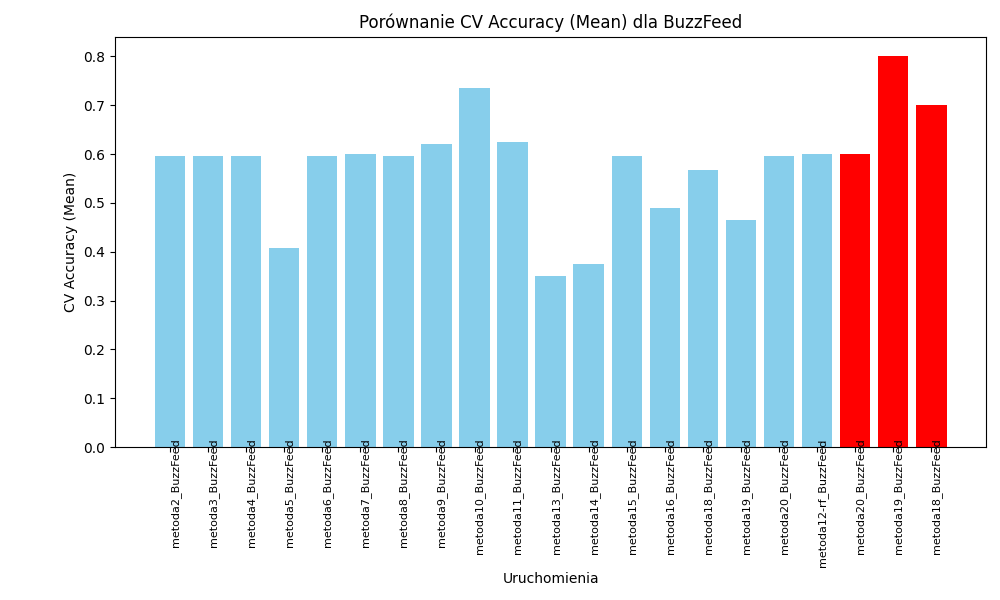 Porównanie CV Accuracy (Mean) dla BuzzFeed
CV Accuracy (Mean)
0.8
0.7
0.6
0.5
0.4
0.3
0.2
0.1
0.0
metoda2_BuzzFeed
metoda3_BuzzFeed
metoda4_BuzzFeed
metoda5_BuzzFeed
metoda6_BuzzFeed
metoda7_BuzzFeed
metoda8_BuzzFeed
metoda9_BuzzFeed
metoda10_BuzzFeed
metoda11_BuzzFeed
metoda13_BuzzFeed
metoda14_BuzzFeed
metoda15_BuzzFeed
metoda16_BuzzFeed
metoda18_BuzzFeed
metoda19_BuzzFeed
metoda20_BuzzFeed
metoda12-rf_BuzzFeed
metoda20_BuzzFeed
metoda19_BuzzFeed
metoda18_BuzzFeed
Uruchomienia